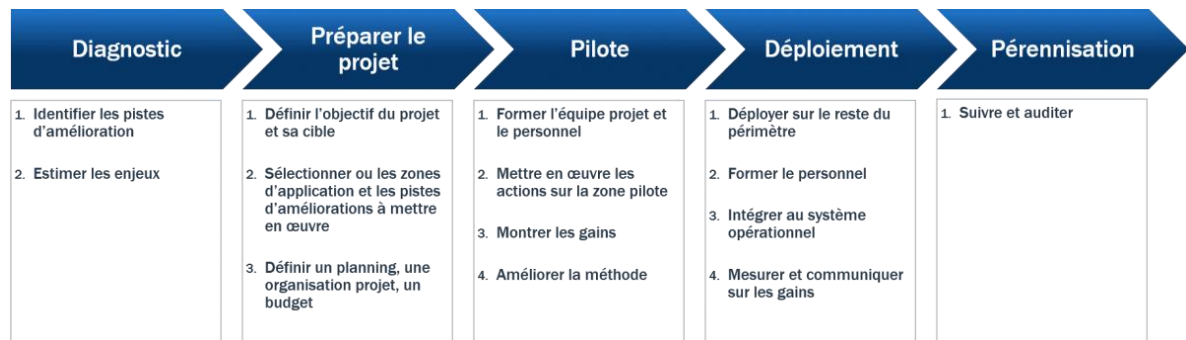 Diagnostic
Préparer le
projet
Pilote
Déploiement
Pérennisation
1. Identifier les pistes
d'amélioration
2. Estimer les enjeux
1. Définir l'objectif du projet
et sa cible
2. Sélectionner ou les zones
d'application et les pistes
d'améliorations à mettre
en œuvre
3. Définir un planning, une
organisation projet, un
budget
1. Former l'équipe projet et
le personnel
2. Mettre en œuvre les
actions sur la zone pilote
3. Montrer les gains
4. Améliorer la méthode
1. Déployer sur le reste du
périmètre
2. Former le personnel
3. Intégrer au système
opérationnel
4. Mesurer et communiquer
sur les gains
1. Suivre et auditer